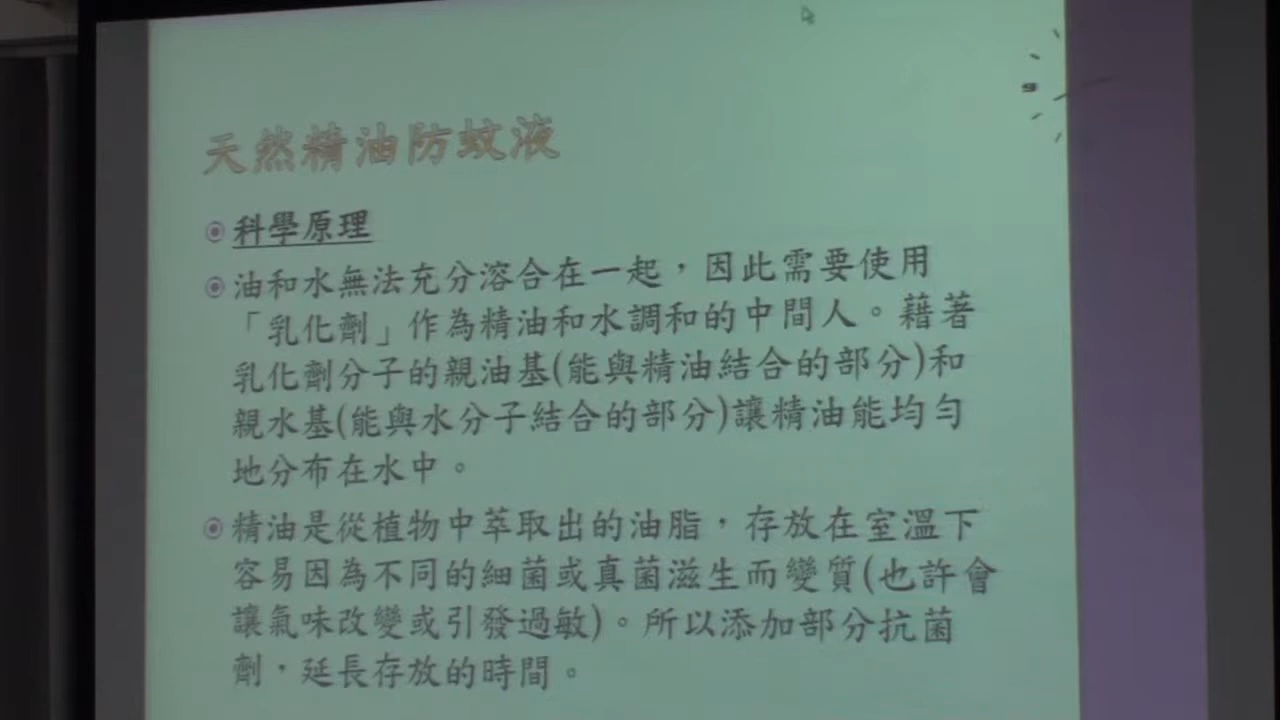 天然精油防蚊液
科學原理
油和水無法充分溶合在一起，因此需要使用
「乳化劑」作為精油和水調和的中間人。藉著
乳化劑分子的親油基(能與精油結合的部分)和
親水基(能與水分子結合的部分)讓精油能均勻
地分布在水中。
精油是從植物中萃取出的油脂，存放在室溫下
容易因為不同的細菌或真菌滋生而變質(也許會
讓氣味改變或引發過敏)。所以添加部分抗菌
劑，延長存放的時間。
9